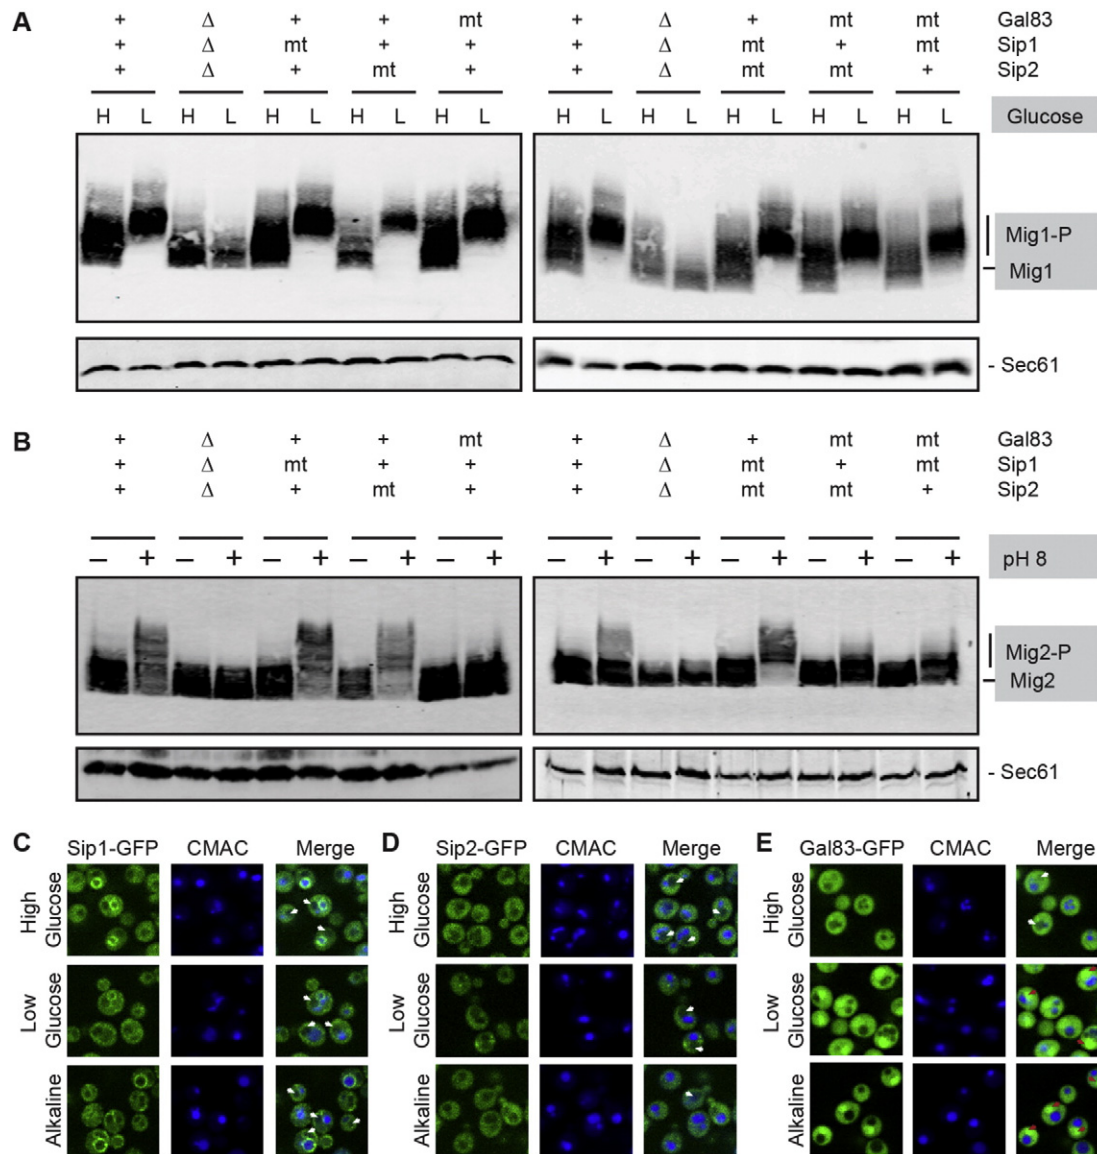 A
+ Δ + + mt + Δ + mt mt Gal83
+ Δ mt + + + Δ mt + mt Sip1
+ Δ + mt + + Δ mt mt + Sip2
H L H L H L H L H L H L H L H L H L H L Glucose
Mig1-P
Mig1
- Sec61
B
+ Δ + + mt + Δ + mt mt Gal83
+ Δ mt + + + Δ mt + mt Sip1
+ Δ + mt + + Δ mt mt + Sip2
– + – + – + – + – + – + – + – + – + – + pH 8
Mig2-P
Mig2
- Sec61
C Sip1-GFP CMAC Merge
High Glucose
Low Glucose
Alkaline
D Sip2-GFP CMAC Merge
High Glucose
Low Glucose
Alkaline
E Gal83-GFP CMAC Merge
High Glucose
Low Glucose
Alkaline